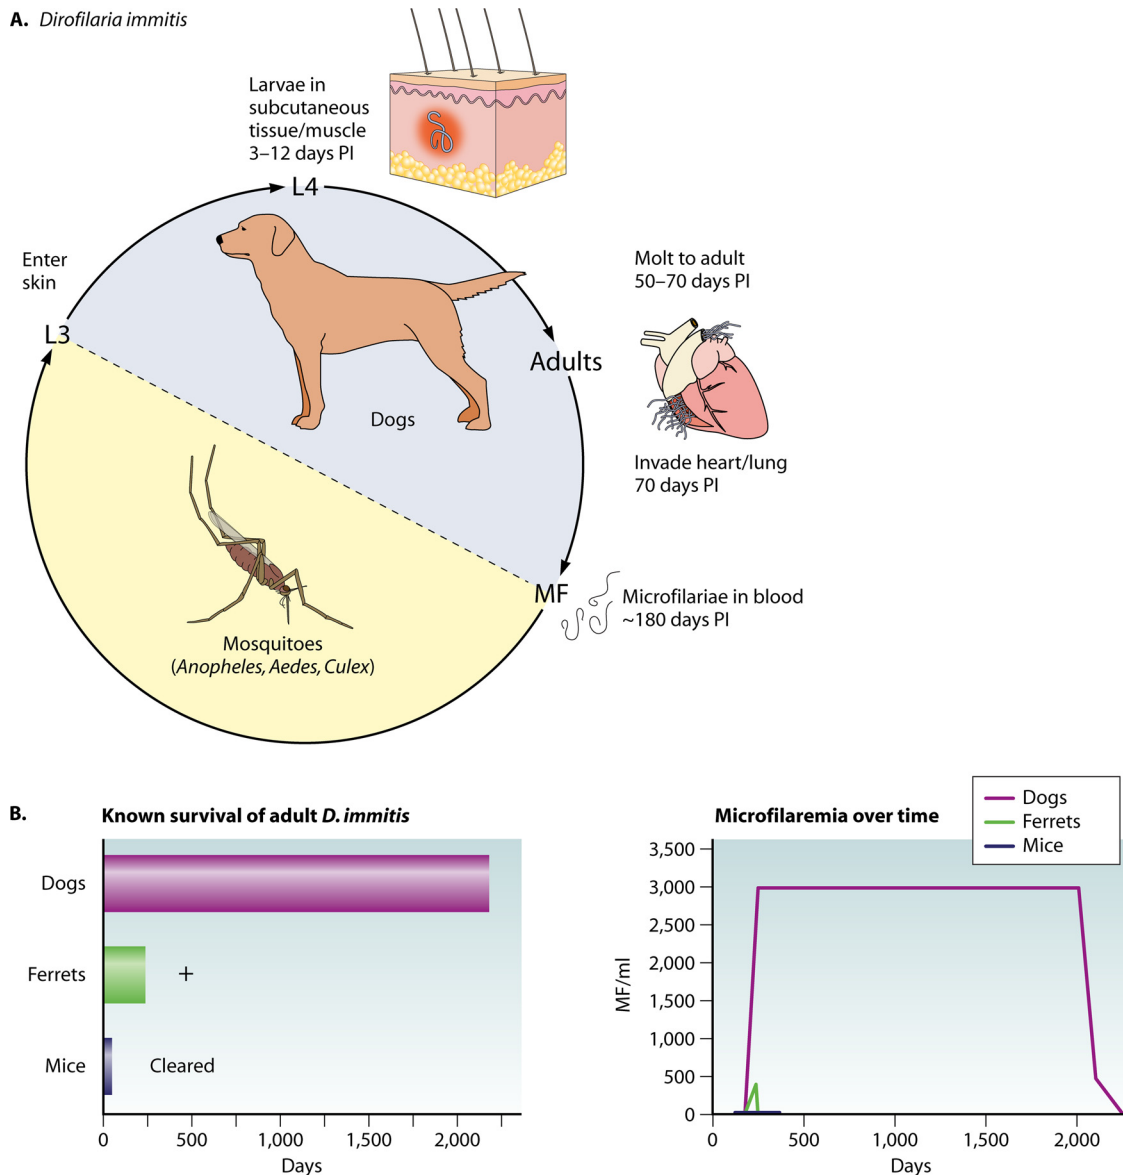 A. Dirofilaria immitis
Larvae in
subcutaneous
tissue/muscle
3–12 days PI
L4
Enter
skin
L3
Molt to adult
50–70 days PI
Adults
Dogs
Invade heart/lung
70 days PI
MF
Microfilariae in blood
~180 days PI
Mosquitoes
(Anopheles, Aedes, Culex)
B.
Known survival of adult D. immitis
Dogs
Ferrets
+
Mice
Cleared
0 500 1,000 1,500 2,000
Days
Microfilaremia over time
Dogs
Ferrets
Mice
3,500
3,000
2,500
2,000
1,500
1,000
500
0
MF/ml
0 500 1,000 1,500 2,000
Days